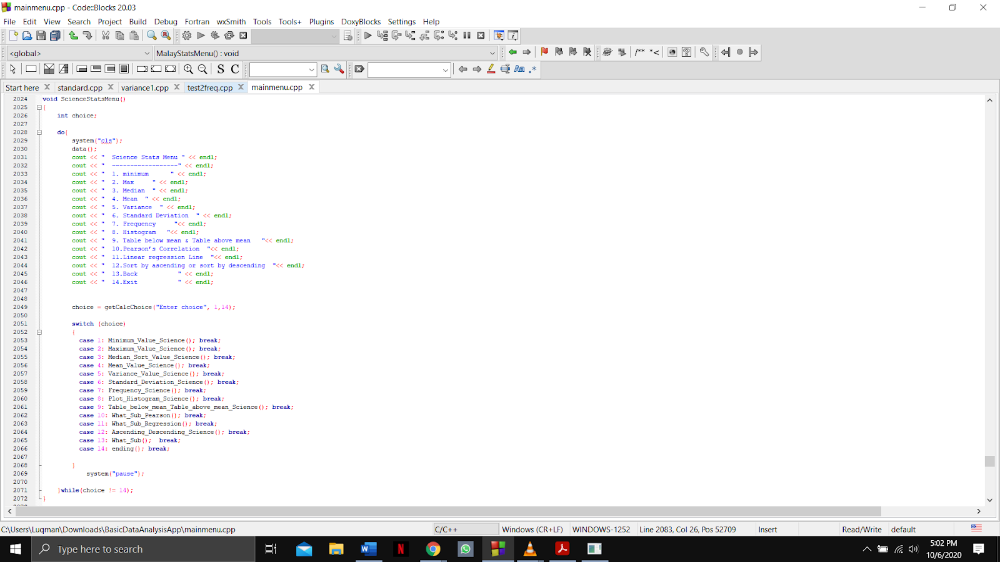 mainmenu.cpp - Code::Blocks 20.03
File Edit View Search Project Build Debug Fortran wxSmith Tools Tools+ Plugins DoxyBlocks Settings Help
<global> MalayStatsMenu() : void
/** *<
S C Aa .*
Start here standard.cpp variance1.cpp test2freq.cpp mainmenu.cpp
2024 void ScienceStatsMenu()
2025 {
2026 int choice;
2027
2028 do{
2029 system("cls");
2030 data();
2031 cout << "  Science Stats Menu " << endl;
2032 cout << "  ------------------" << endl;
2033 cout << "  1. minimum      " << endl;
2034 cout << "  2. Max     " << endl;
2035 cout << "  3. Median  " << endl;
2036 cout << "  4. Mean  " << endl;
2037 cout << "  5. Variance  " << endl;
2038 cout << "  6. Standard Deviation  " << endl;
2039 cout << "  7. Frequency     "<< endl;
2040 cout << "  8. Histogram   "<< endl;
2041 cout << "  9. Table below mean & Table above mean   "<< endl;
2042 cout << "  10.Pearson's Correlation  "<< endl;
2043 cout << "  11.Linear regression Line  "<< endl;
2044 cout << "  12.Sort by ascending or sort by descending  "<< endl;
2045 cout << "  13.Back           " << endl;
2046 cout << "  14.Exit           " << endl;
2047
2048
2049 choice = getCalcChoice("Enter choice", 1,14);
2050
2051 switch (choice)
2052 {
2053 case 1: Minimum_Value_Science(); break;
2054 case 2: Maximum_Value_Science(); break;
2055 case 3: Median_Sort_Value_Science(); break;
2056 case 4: Mean_Value_Science(); break;
2057 case 5: Variance_Value_Science(); break;
2058 case 6: Standard_Deviation_Science(); break;
2059 case 7: Frequency_Science(); break;
2060 case 8: Plot_Histogram_Science(); break;
2061 case 9: Table_below_mean_Table_above_mean_Science(); break;
2062 case 10: What_Sub_Pearson(); break;
2063 case 11: What_Sub_Regression(); break;
2064 case 12: Ascending_Descending_Science(); break;
2065 case 13: What_Sub();  break;
2066 case 14: ending(); break;
2067
2068 }
2069 system("pause");
2070
2071 }while(choice != 14);
2072 }
C:\Users\Luqman\Downloads\BasicDataAnalysisApp\mainmenu.cpp C/C++ Windows (CR+LF) WINDOWS-1252 Line 2083, Col 26, Pos 52709 Insert Read/Write default
Type here to search
5:02 PM
10/6/2020